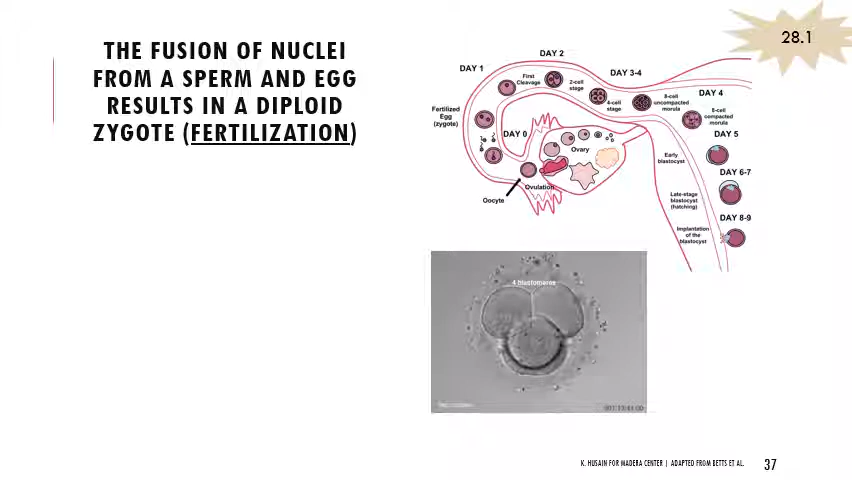 28.1
THE FUSION OF NUCLEI
FROM A SPERM AND EGG
RESULTS IN A DIPLOID
ZYGOTE (FERTILIZATION)
DAY 1
DAY 2
DAY 3-4
DAY 4
First
Cleavage
2-cell
stage
4-cell
stage
8-cell
uncompacted
morula
8-cell
compacted
morula
Fertilized
Egg
(zygote)
DAY 0
DAY 5
Ovary
Early
blastocyst
DAY 6-7
Ovulation
Oocyte
Late-stage
blastocyst
(hatching)
DAY 8-9
Implantation
of the
blastocyst
4 blastomeres
K. HUSAIN FOR MADERA CENTER | ADAPTED FROM BETTS ET AL.
37